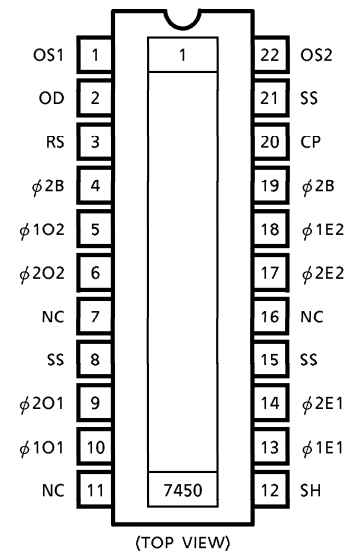 OS1 1 1 22 OS2
OD 2 21 SS
RS 3 20 CP
ϕ2B 4 19 ϕ2B
ϕ1O2 5 18 ϕ1E2
ϕ2O2 6 17 ϕ2E2
NC 7 16 NC
SS 8 15 SS
ϕ2O1 9 14 ϕ2E1
ϕ1O1 10 13 ϕ1E1
NC 11 7450 12 SH
(TOP VIEW)